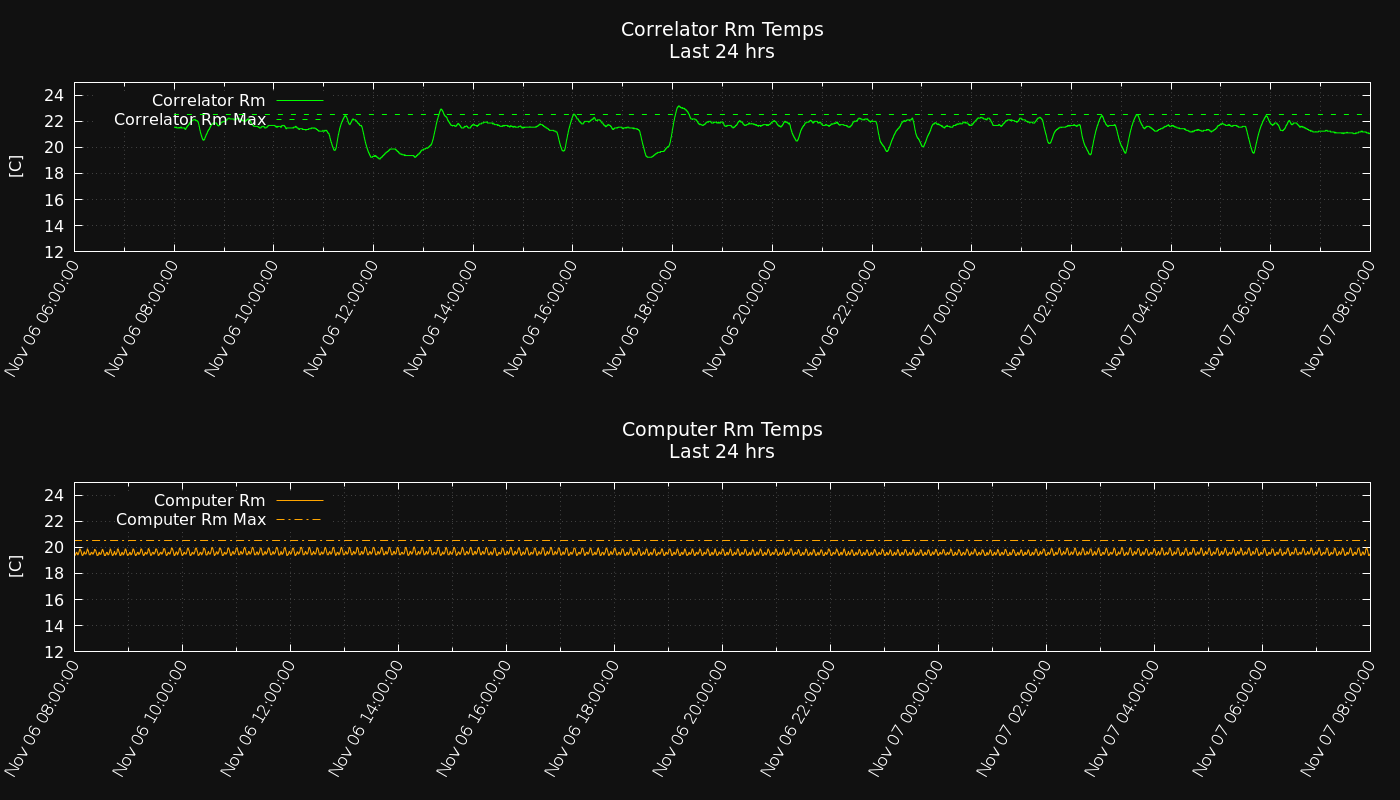 Correlator Rm Temps
Last 24 hrs
Correlator Rm
Correlator Rm Max
[C]
24
22
20
18
16
14
12
Nov 06 06:00:00
Nov 06 08:00:00
Nov 06 10:00:00
Nov 06 12:00:00
Nov 06 14:00:00
Nov 06 16:00:00
Nov 06 18:00:00
Nov 06 20:00:00
Nov 06 22:00:00
Nov 07 00:00:00
Nov 07 02:00:00
Nov 07 04:00:00
Nov 07 06:00:00
Nov 07 08:00:00
Computer Rm Temps
Last 24 hrs
Computer Rm
Computer Rm Max
[C]
24
22
20
18
16
14
12
Nov 06 08:00:00
Nov 06 10:00:00
Nov 06 12:00:00
Nov 06 14:00:00
Nov 06 16:00:00
Nov 06 18:00:00
Nov 06 20:00:00
Nov 06 22:00:00
Nov 07 00:00:00
Nov 07 02:00:00
Nov 07 04:00:00
Nov 07 06:00:00
Nov 07 08:00:00